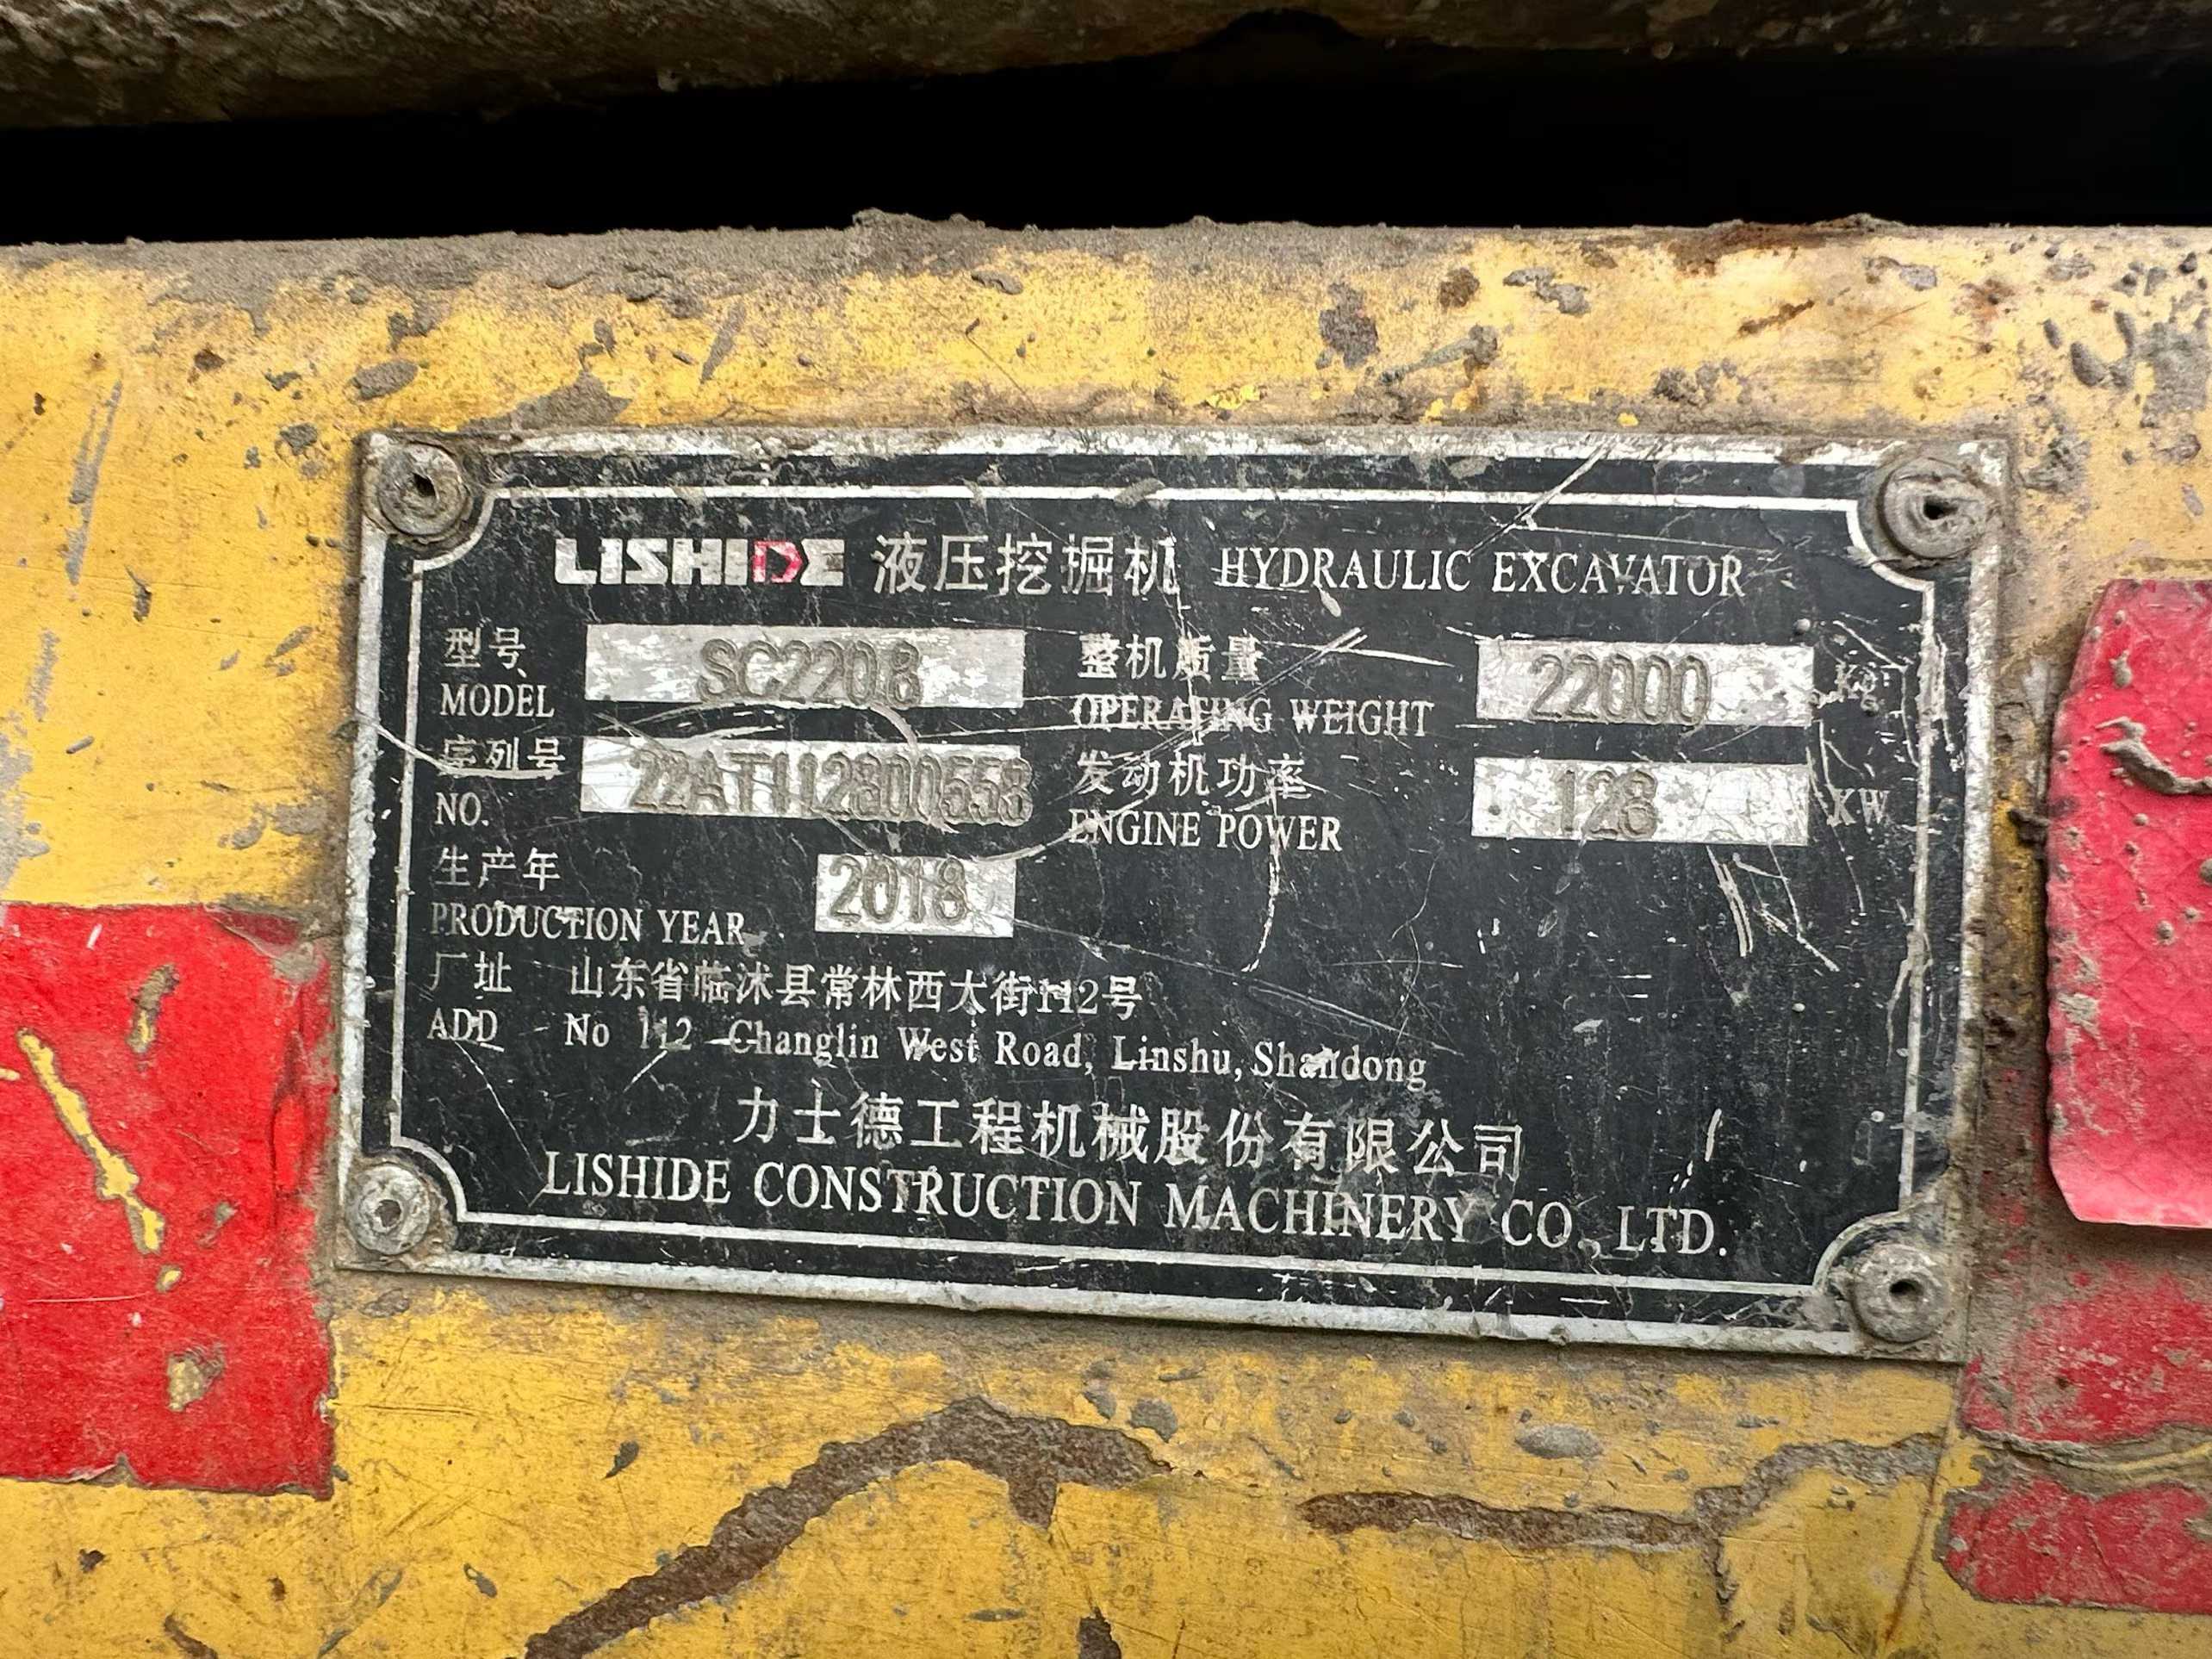 LISHIDE 液压挖掘机 HYDRAULIC EXCAVATOR
型号 MODEL SC220.8
整机质量 OPERATING WEIGHT 22000 Kg
序列号 NO.
发动机功率 ENGINE POWER 128 KW
生产年 PRODUCTION YEAR 2018
厂址 山东省临沭县常林西大街112号
ADD No 112 Changlin West Road, Linshu, Shandong
力士德工程机械股份有限公司
LISHIDE CONSTRUCTION MACHINERY CO., LTD.